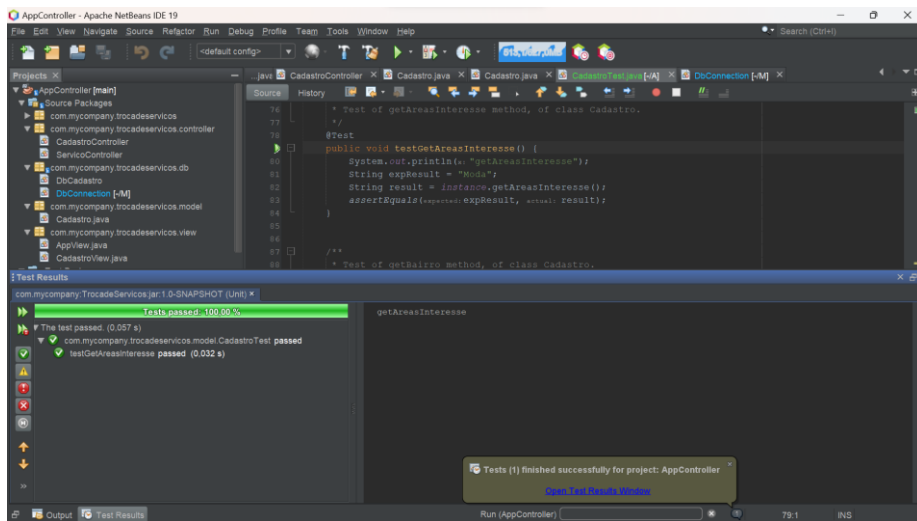 AppController - Apache NetBeans IDE 19
File Edit View Navigate Source Refactor Run Debug Profile Team Tools Window Help
Search (Ctrl+I)
<default config>
Projects
...java CadastroController Cadastro.java Cadastro.java CadastroTest.java [-/A] DbConnection [-/M]
AppController [main]
Source Packages
com.mycompany.trocadeservicos
com.mycompany.trocadeservicos.controller
CadastroController
ServicoController
com.mycompany.trocadeservicos.db
DbCadastro
DbConnection [-/M]
com.mycompany.trocadeservicos.model
Cadastro.java
com.mycompany.trocadeservicos.view
AppView.java
CadastroView.java
Source History
76 * Test of getAreasInteresse method, of class Cadastro.
77 */
78 @Test
public void testGetAreasInteresse() {
80 System.out.println(x: "getAreasInteresse");
81 String expResult = "Moda";
82 String result = instance.getAreasInteresse();
83 assertEquals(expected: expResult, actual: result);
84 }
85
86
87 /**
88 * Test of getBairro method, of class Cadastro.
Test Results
com.mycompany:TrocadeServicos:jar:1.0-SNAPSHOT (Unit)
Tests passed: 100,00 %
The test passed. (0,057 s)
com.mycompany.trocadeservicos.model.CadastroTest passed
testGetAreasInteresse passed (0,032 s)
getAreasInteresse
Tests (1) finished successfully for project: AppController
Open Test Results Window
Output Test Results
Run (AppController)
79:1 INS